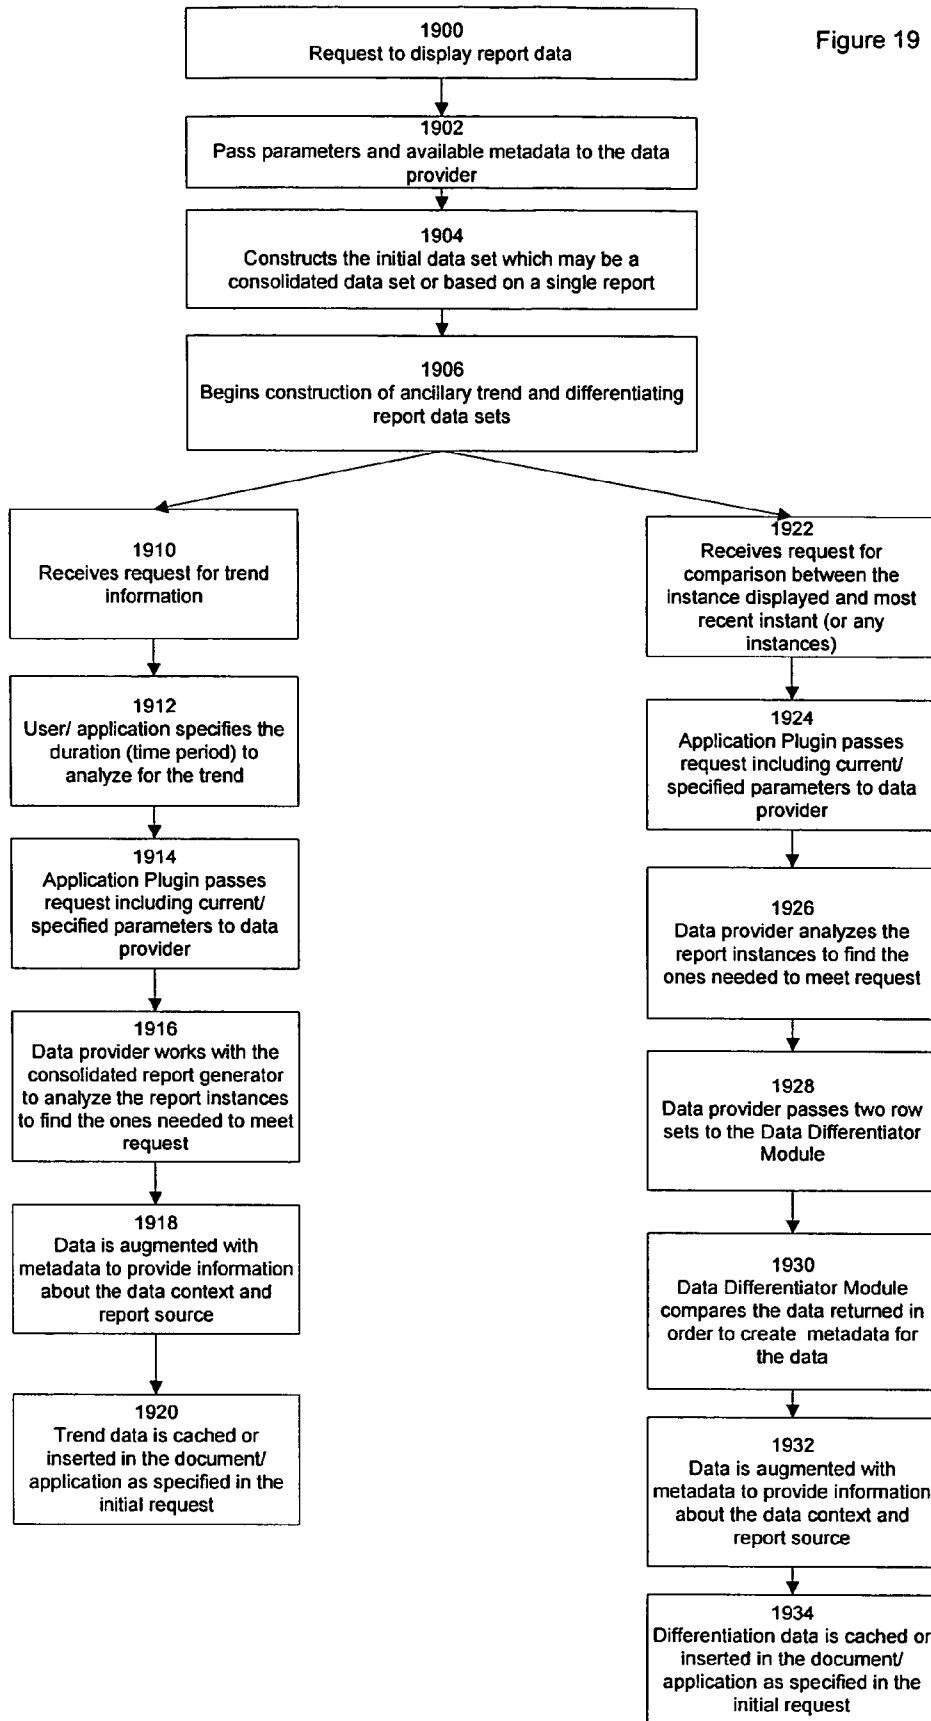 Figure 19
1900
Request to display report data
1902
Pass parameters and available metadata to the data
provider
1904
Constructs the initial data set which may be a
consolidated data set or based on a single report
1906
Begins construction of ancillary trend and differentiating
report data sets
1910
Receives request for trend
information
1912
User/ application specifies the
duration (time period) to
analyze for the trend
1914
Application Plugin passes
request including current/
specified parameters to data
provider
1916
Data provider works with the
consolidated report generator
to analyze the report instances
to find the ones needed to meet
request
1918
Data is augmented with
metadata to provide information
about the data context and
report source
1920
Trend data is cached or
inserted in the document/
application as specified in the
initial request
1922
Receives request for
comparison between the
instance displayed and most
recent instant (or any
instances)
1924
Application Plugin passes
request including current/
specified parameters to data
provider
1926
Data provider analyzes the
report instances to find the
ones needed to meet request
1928
Data provider passes two row
sets to the Data Differentiator
Module
1930
Data Differentiator Module
compares the data returned in
order to create metadata for
the data
1932
Data is augmented with
metadata to provide information
about the data context and
report source
1934
Differentiation data is cached or
inserted in the document/
application as specified in the
initial request